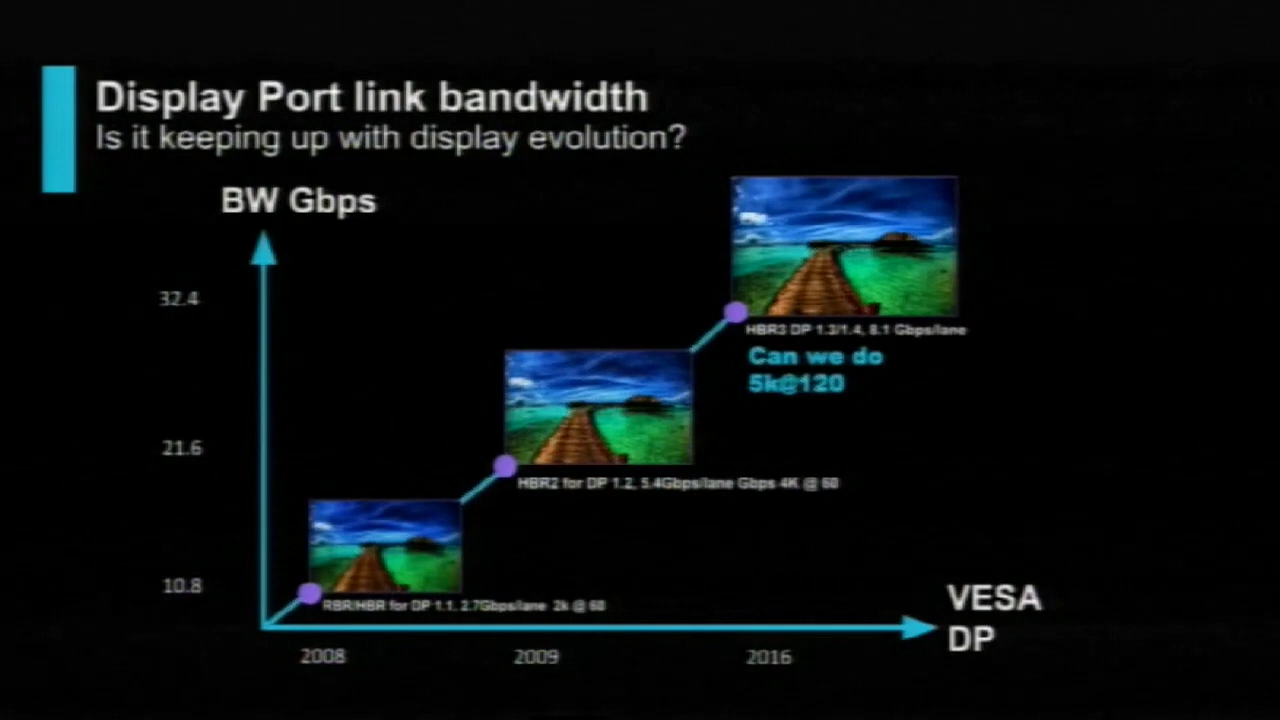 Display Port link bandwidth
Is it keeping up with display evolution?
BW Gbps
32.4
HBR3 DP 1.3/1.4, 8.1 Gbps/lane
Can we do
5k@120
21.6
HBR2 for DP 1.2, 5.4Gbps/lane Gbps 4K @ 60
10.8
RBR/HBR for DP 1.1, 2.7Gbps/lane 2k @ 60
VESA
DP
2008
2009
2016